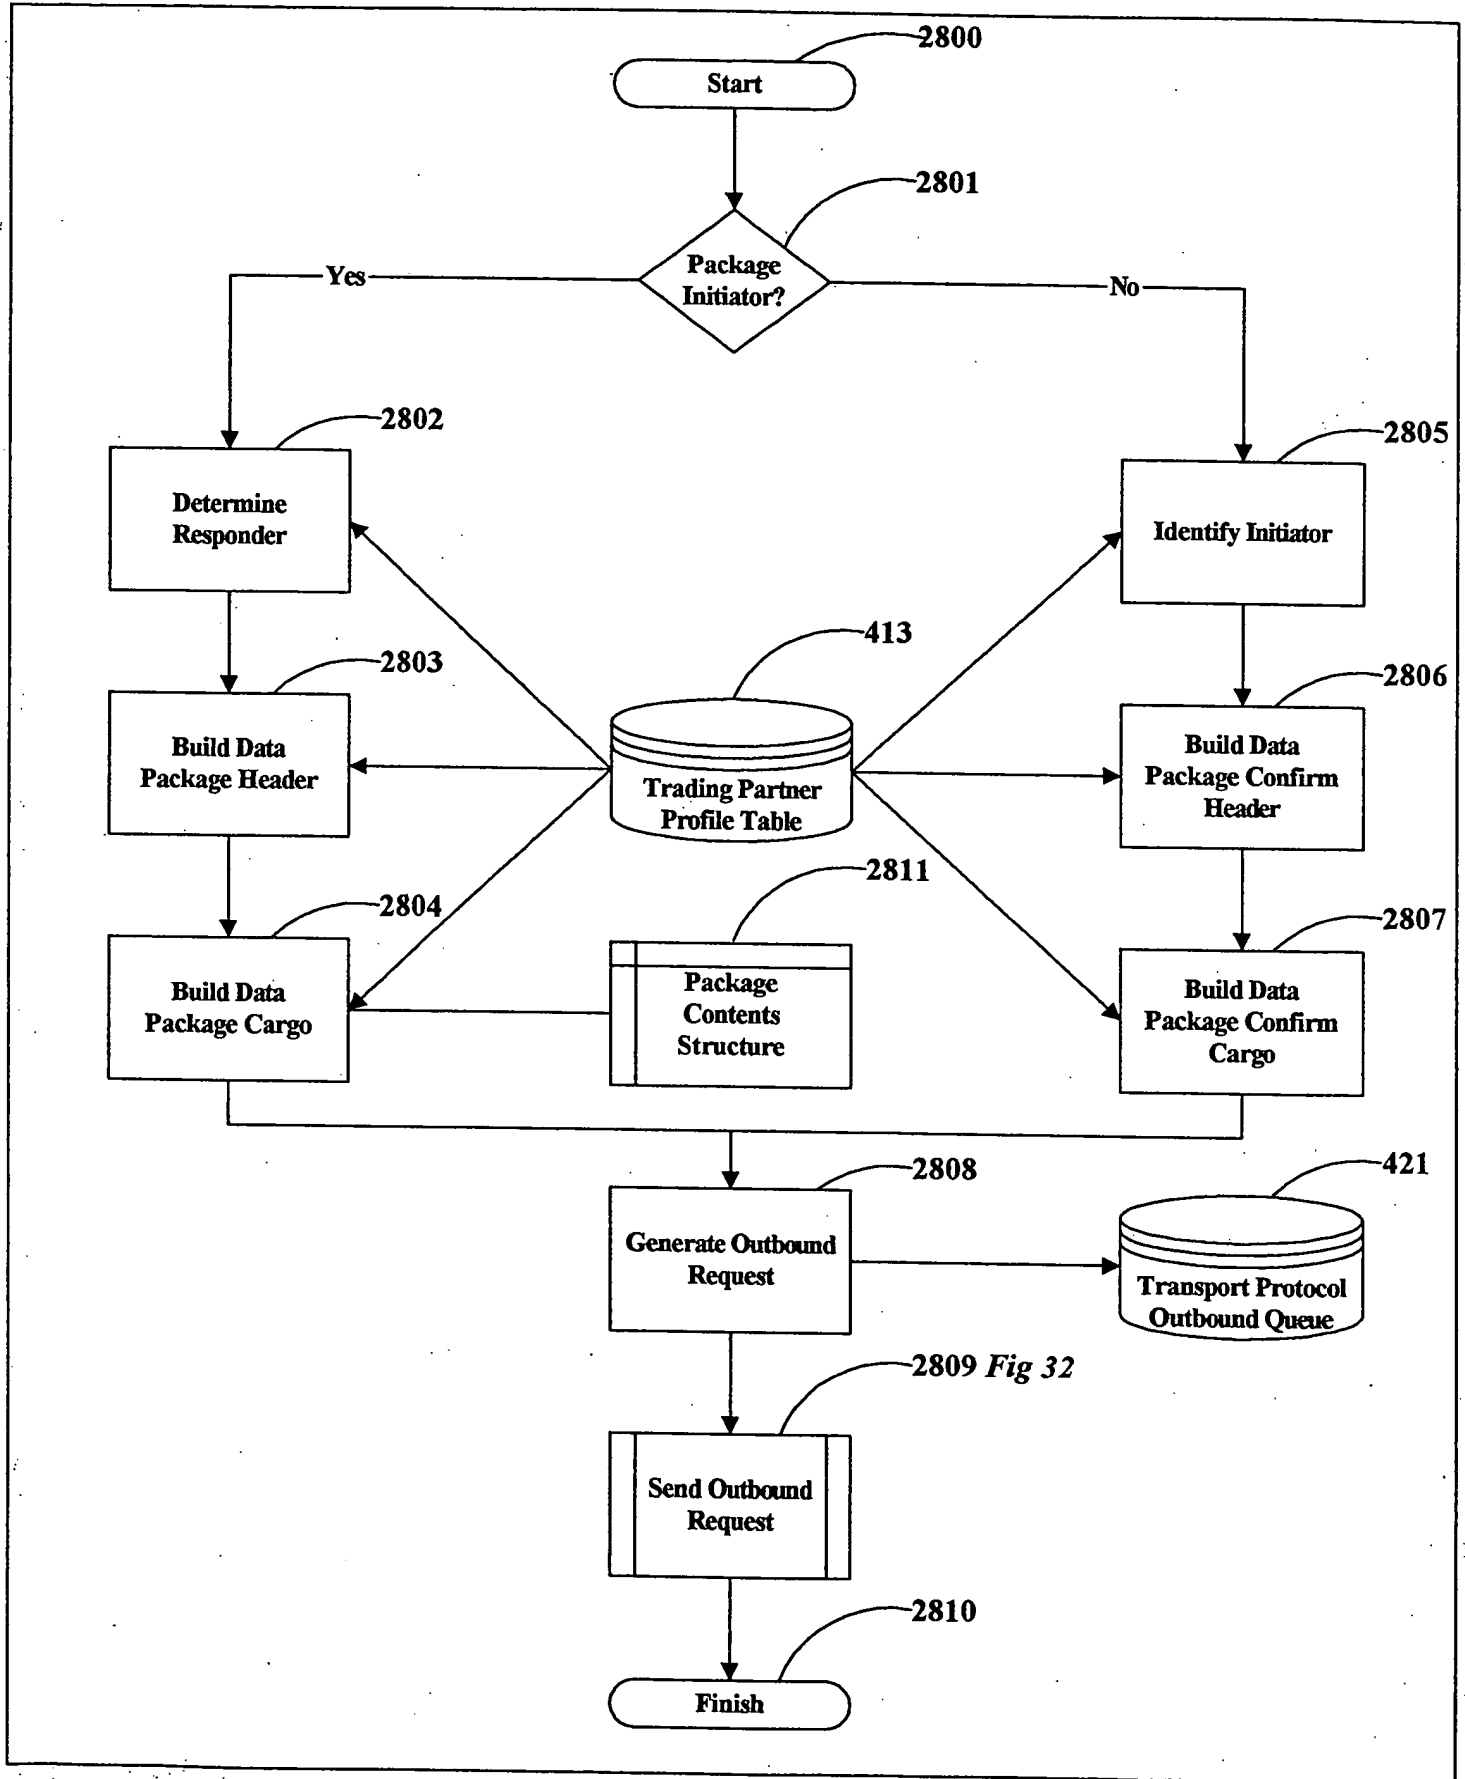 2800
Start
2801
Package
Initiator?
Yes
No
2802
Determine
Responder
2805
Identify Initiator
413
2803
Build Data
Package Header
Trading Partner
Profile Table
2806
Build Data
Package Confirm
Header
2811
2804
Build Data
Package Cargo
Package
Contents
Structure
2807
Build Data
Package Confirm
Cargo
2808
Generate Outbound
Request
421
Transport Protocol
Outbound Queue
2809 Fig 32
Send Outbound
Request
2810
Finish